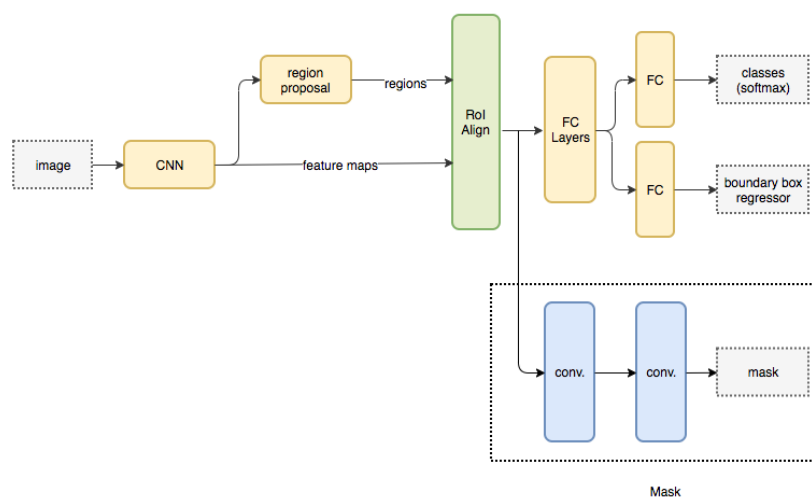 region
proposal
regions
RoI
Align
FC
Layers
FC
classes
(softmax)
image
CNN
feature maps
FC
boundary box
regressor
conv.
conv.
mask
Mask